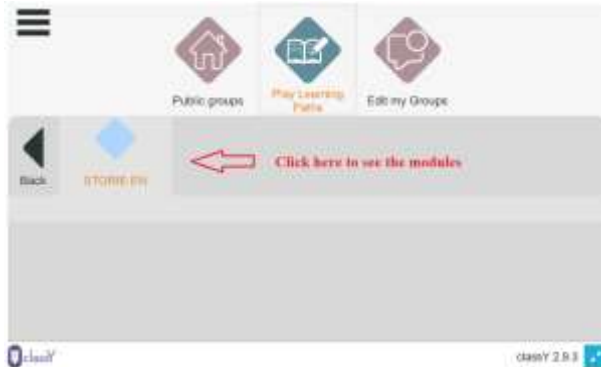 Public groups
Play Learning
Paths
Edit my Groups
Back
STORIE EN
Click here to see the modules
classY
classY 2.9.3